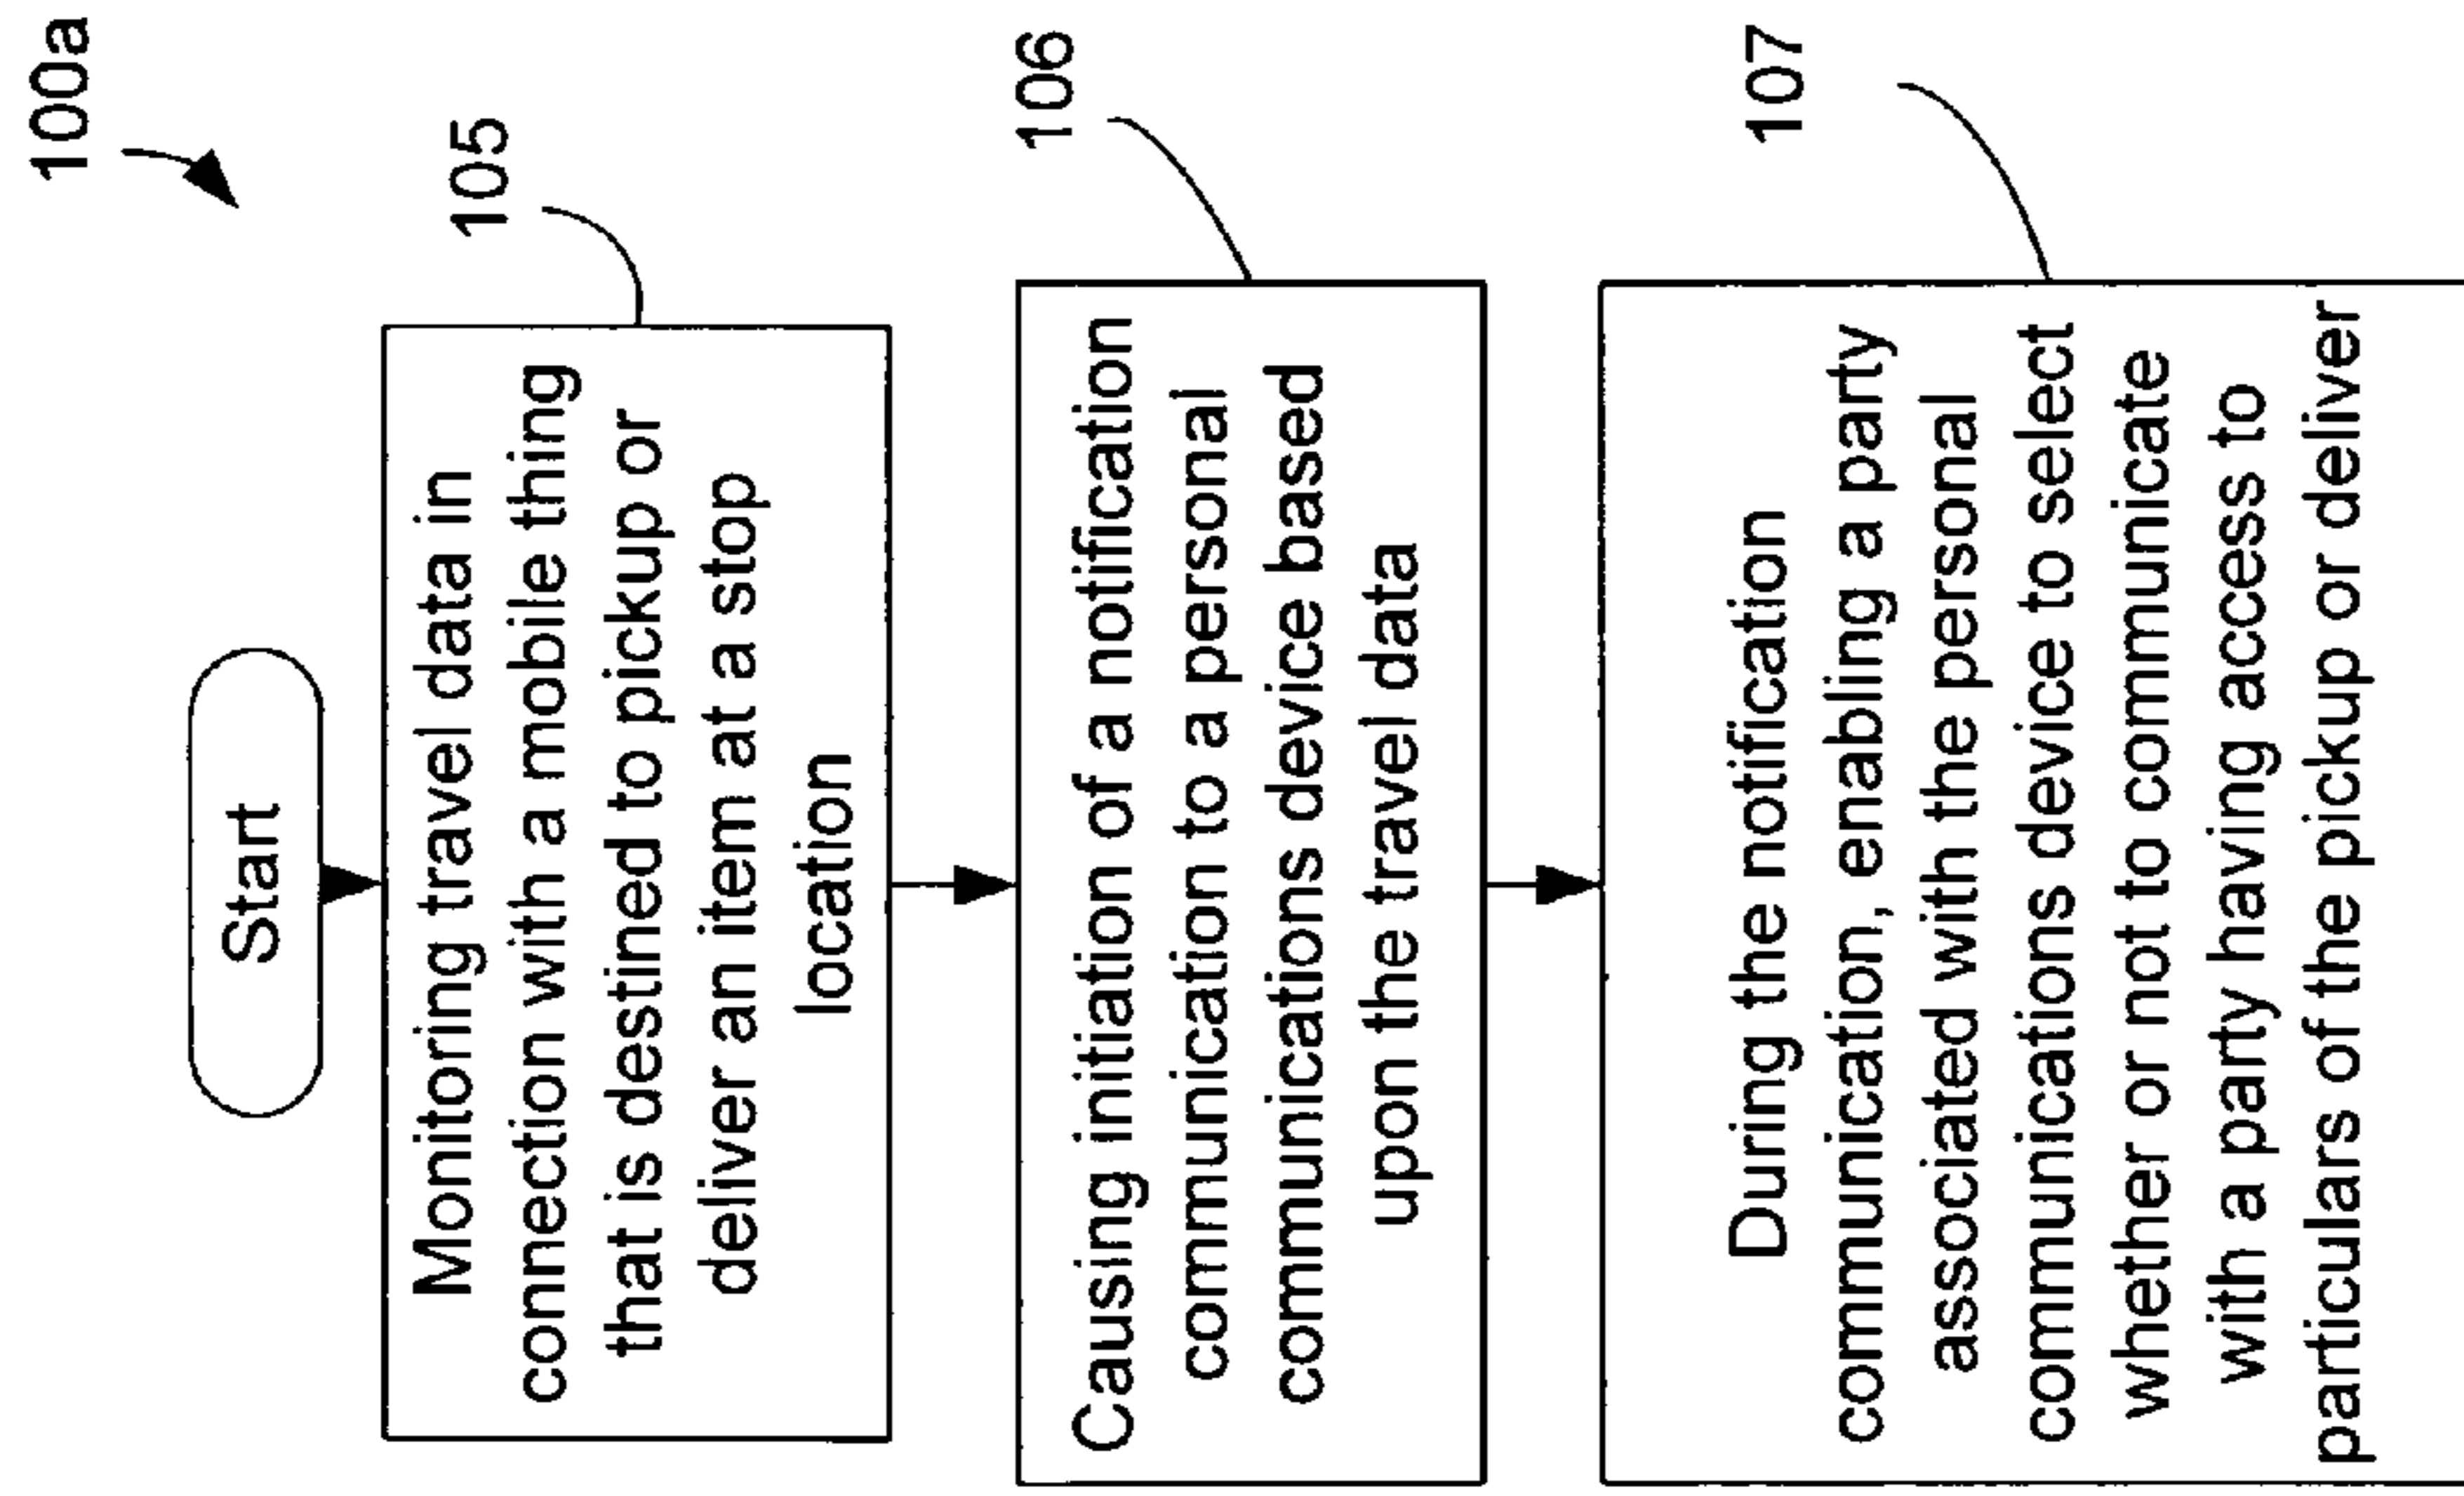 100a
Start
105
Monitoring travel data in
connection with a mobile thing
that is destined to pickup or
deliver an item at a stop
location
106
Causing initiation of a notification
communication to a personal
communications device based
upon the travel data
107
During the notification
communication, enabling a party
associated with the personal
communications device to select
whether or not to communicate
with a party having access to
particulars of the pickup or deliver